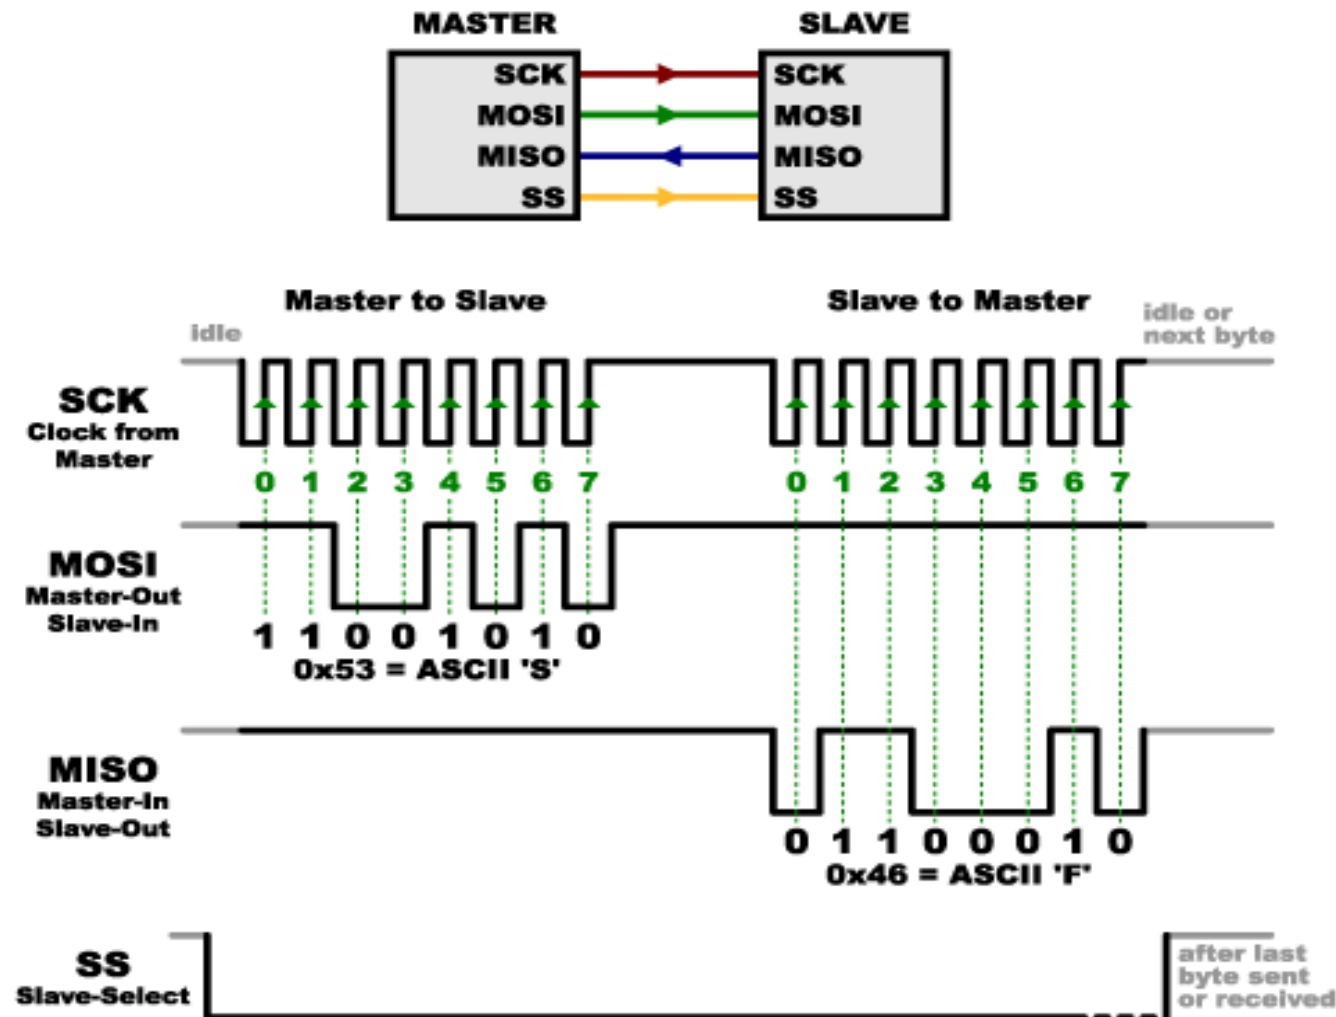 MASTER SLAVE
SCK SCK
MOSI MOSI
MISO MISO
SS SS
Master to Slave Slave to Master
idle
idle or
next byte
SCK
Clock from
Master
0 1 2 3 4 5 6 7 0 1 2 3 4 5 6 7
MOSI
Master-Out
Slave-In
1 1 0 0 1 0 1 0
0x53 = ASCII 'S'
MISO
Master-In
Slave-Out
0 1 1 0 0 0 1 0
0x46 = ASCII 'F'
SS
Slave-Select
after last
byte sent
or received